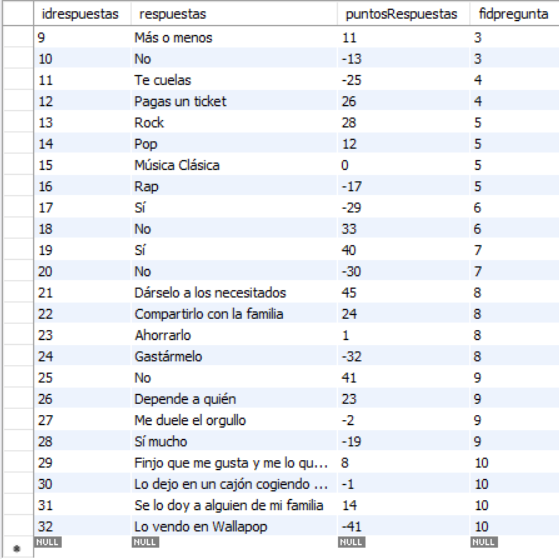 idrespuestas respuestas puntosRespuestas fidpregunta
9 Más o menos 11 3
10 No -13 3
11 Te cuelas -25 4
12 Pagas un ticket 26 4
13 Rock 28 5
14 Pop 12 5
15 Música Clásica 0 5
16 Rap -17 5
17 Sí -29 6
18 No 33 6
19 Sí 40 7
20 No -30 7
21 Dárselo a los necesitados 45 8
22 Compartirlo con la familia 24 8
23 Ahorrarlo 1 8
24 Gastármelo -32 8
25 No 41 9
26 Depende a quién 23 9
27 Me duele el orgullo -2 9
28 Sí mucho -19 9
29 Finjo que me gusta y me lo qu... 8 10
30 Lo dejo en un cajón cogiendo ... -1 10
31 Se lo doy a alguien de mi familia 14 10
32 Lo vendo en Wallapop -41 10
NULL NULL NULL NULL